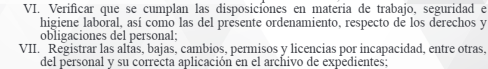 VI. Verificar que se cumplan las disposiciones en materia de trabajo, seguridad e
higiene laboral, así como las del presente ordenamiento, respecto de los derechos y
obligaciones del personal;
VII. Registrar las altas, bajas, cambios, permisos y licencias por incapacidad, entre otras,
del personal y su correcta aplicación en el archivo de expedientes;